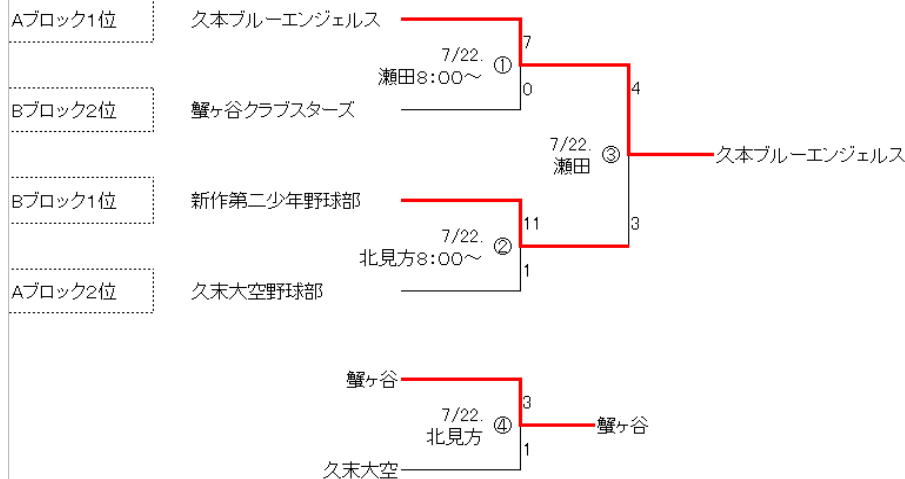 Aブロック1位 久本ブルーエンジェルス
7
7/22. ①
瀬田8:00～
0
4
Bブロック2位 蟹ヶ谷クラブスターズ
7/22. ③
瀬田
久本ブルーエンジェルス
Bブロック1位 新作第二少年野球部
11
3
7/22. ②
北見方8:00～
1
Aブロック2位 久末大空野球部
蟹ヶ谷
3
7/22. ④
北見方
蟹ヶ谷
1
久末大空